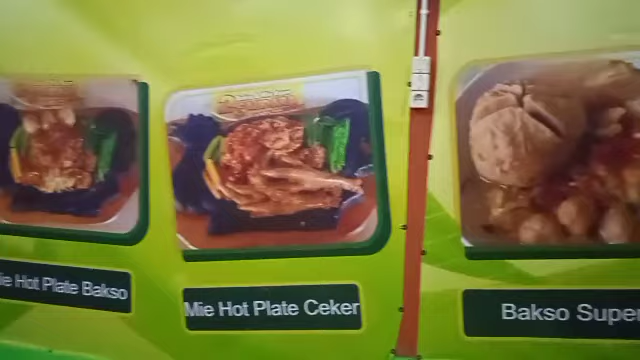 ie Hot Plate Bakso
Mie Hot Plate Ceker
Bakso Super